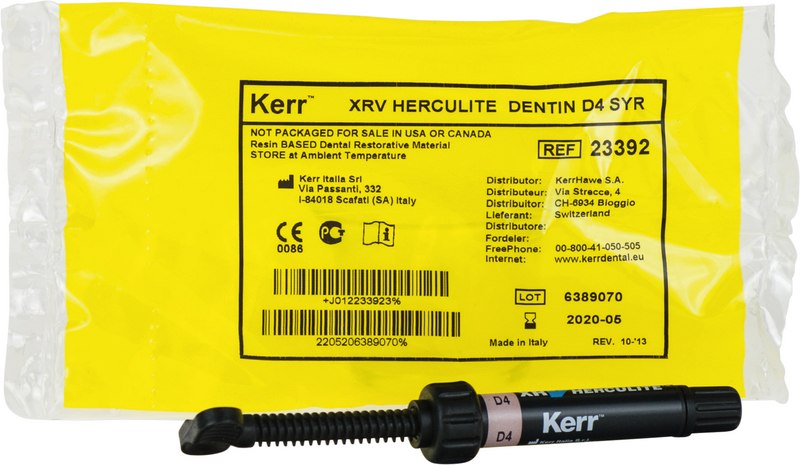 Kerr™ XRV HERCULITE DENTIN D4 SYR
NOT PACKAGED FOR SALE IN USA OR CANADA
Resin BASED Dental Restorative Material
STORE at Ambient Temperature
REF 23392
Kerr Italia Srl
Via Passanti, 332
I-84018 Scafati (SA) Italy
CE
0086
Distributor: KerrHawe S.A.
Distributeur: Via Strecce, 4
Distribuitor: CH-6934 Bioggio
Lieferant: Switzerland
Distributore:
Fordeler:
FreePhone: 00-800-41-050-505
Internet: www.kerrdental.eu
+J012233923%
2205206389070%
LOT 6389070
2020-05
Made in Italy REV. 10-'13
XRV HERCULITE
D4
D4
Kerr™
Kerr Italia S.r.l.